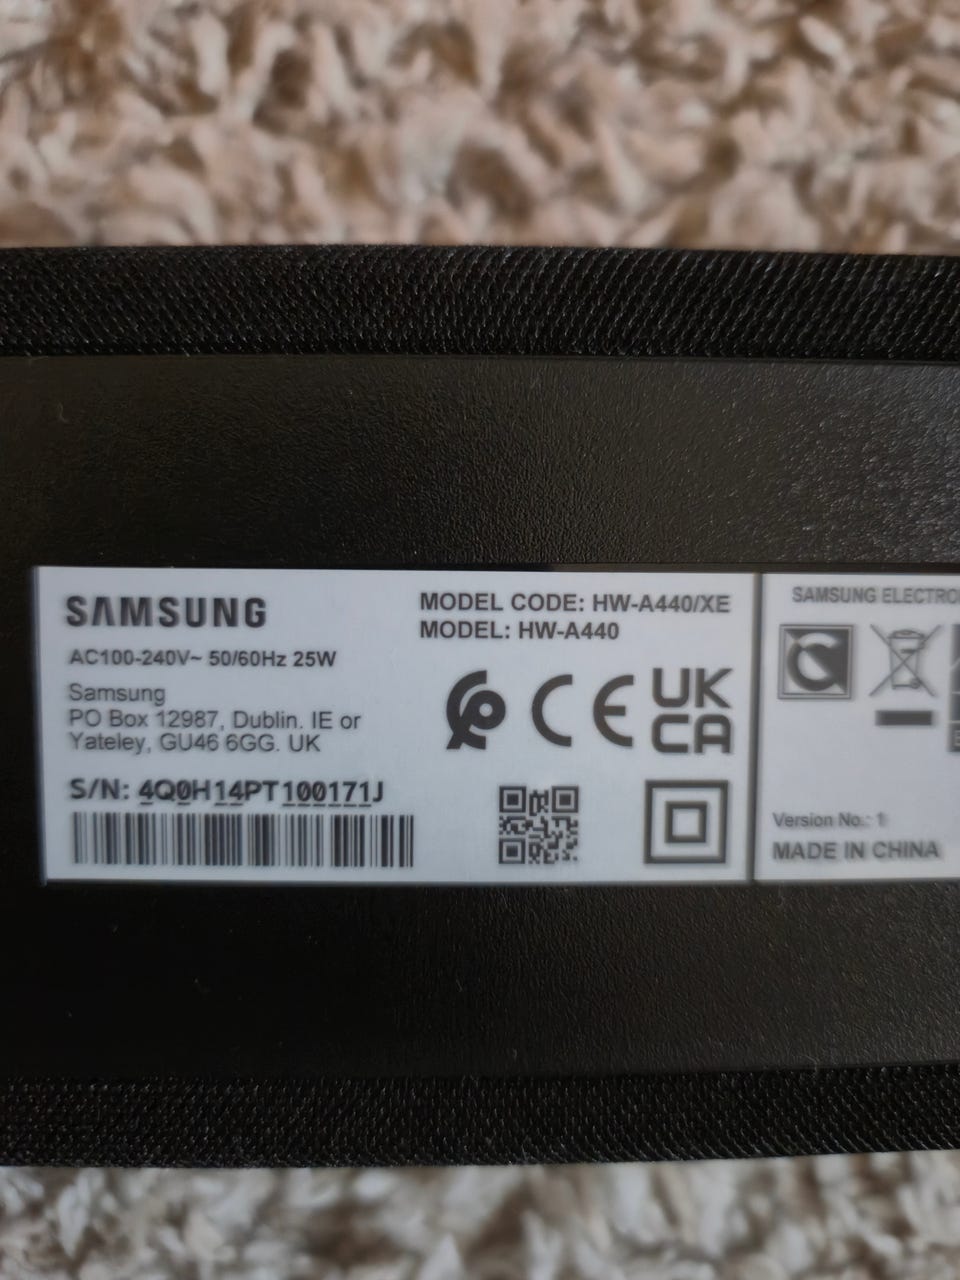 SAMSUNG
AC100-240V~ 50/60Hz 25W
Samsung
PO Box 12987, Dublin. IE or
Yateley, GU46 6GG. UK
S/N: 4Q0H14PT100171J
MODEL CODE: HW-A440/XE
MODEL: HW-A440
CE
UK
CA
SAMSUNG ELECTRO
Version No.: 1
MADE IN CHINA